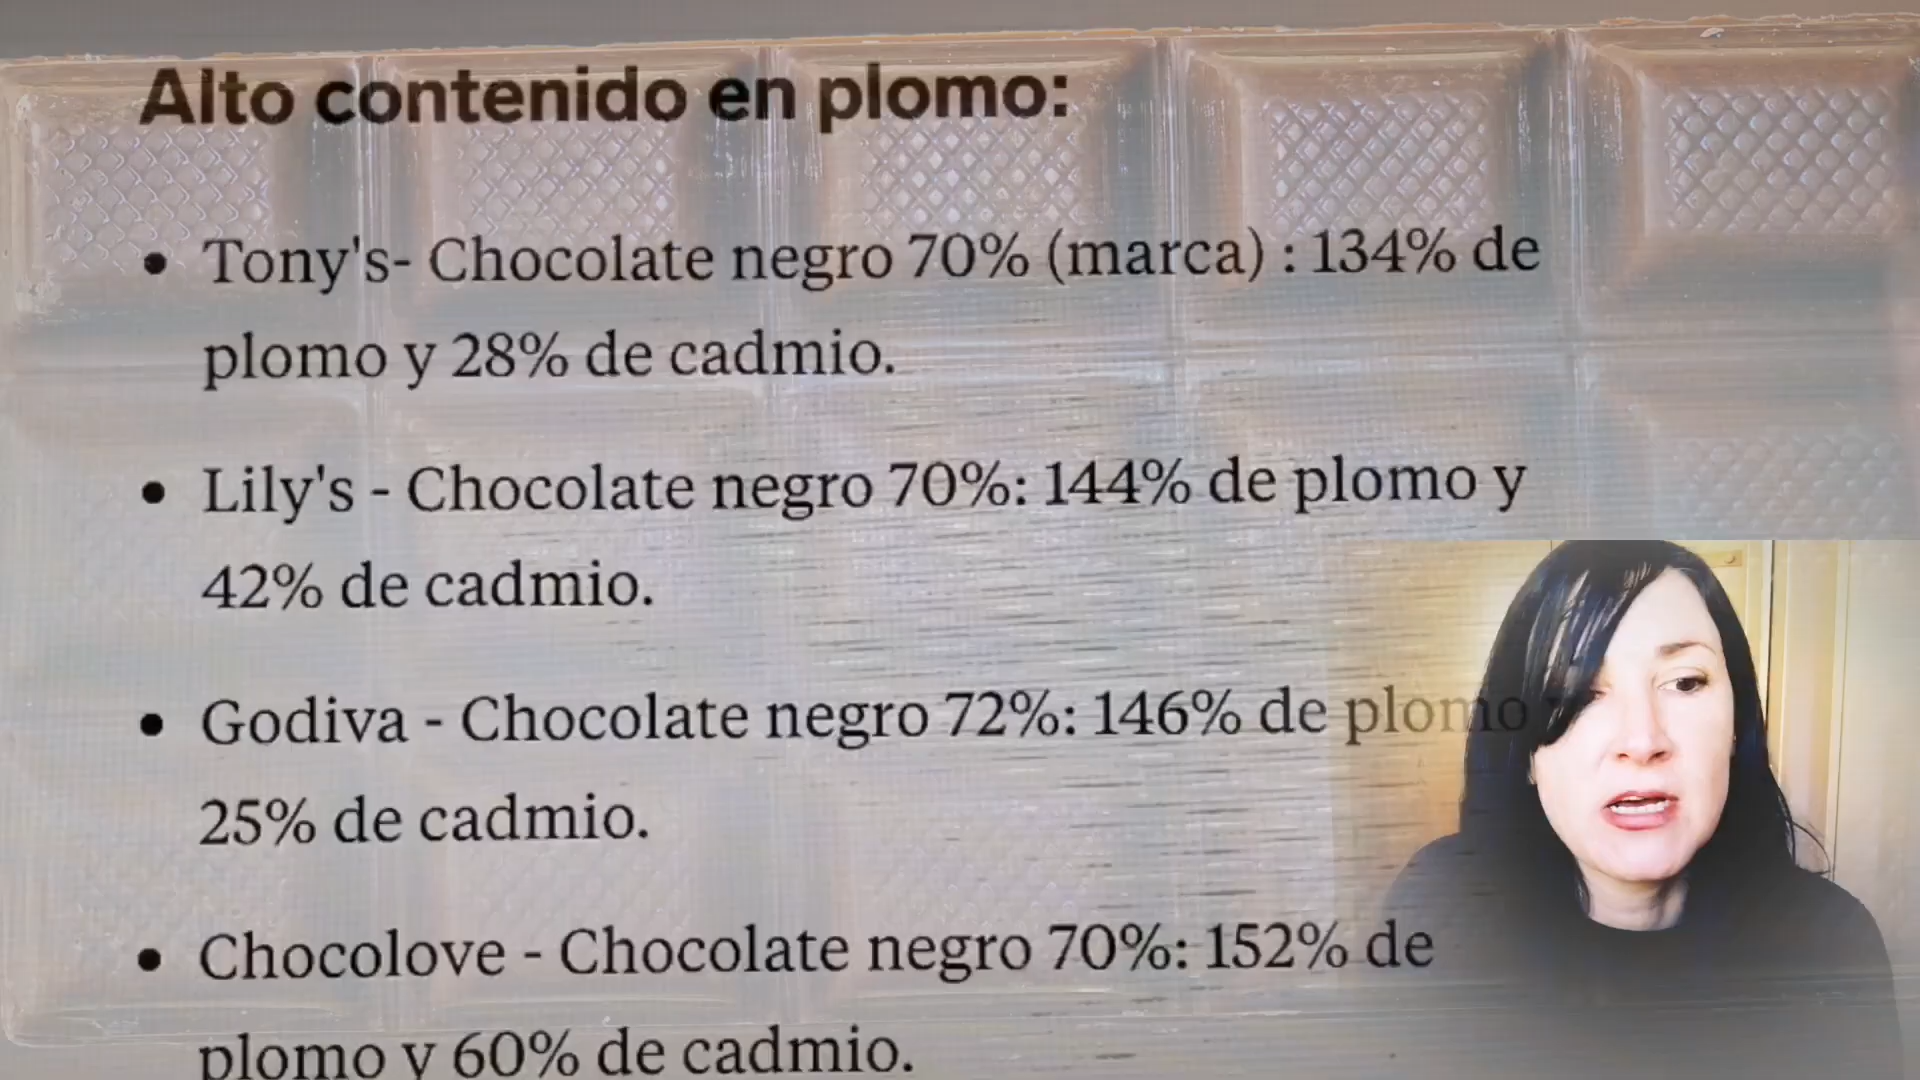 Alto contenido en plomo:
• Tony's- Chocolate negro 70% (marca) : 134% de
plomo y 28% de cadmio.
• Lily's - Chocolate negro 70%: 144% de plomo y
42% de cadmio.
• Godiva - Chocolate negro 72%: 146% de plomo y
25% de cadmio.
• Chocolove - Chocolate negro 70%: 152% de
plomo y 60% de cadmio.